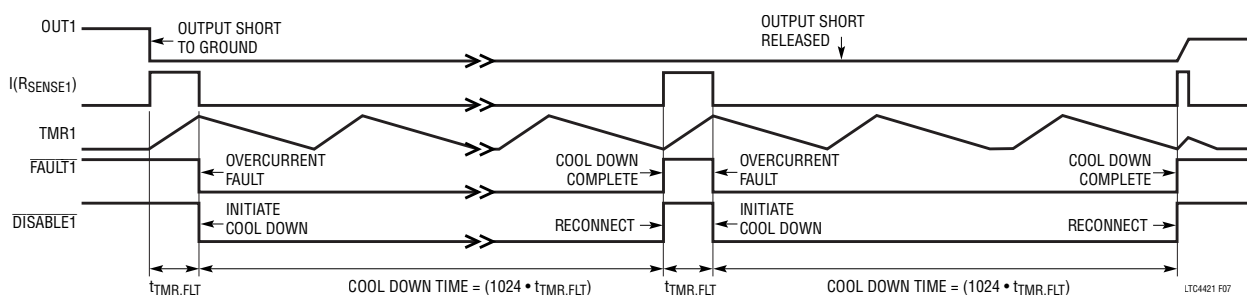 OUT1
OUTPUT SHORT
TO GROUND
OUTPUT SHORT
RELEASED
I(RSENSE1)
TMR1
FAULT1
OVERCURRENT
FAULT
COOL DOWN
COMPLETE
OVERCURRENT
FAULT
COOL DOWN
COMPLETE
DISABLE1
INITIATE
COOL DOWN
RECONNECT
INITIATE
COOL DOWN
RECONNECT
tTMR,FLT)
COOL DOWN TIME = (1024 • tTMR,FLT)
tTMR,FLT)
COOL DOWN TIME = (1024 • tTMR,FLT)
LTC4421 F07